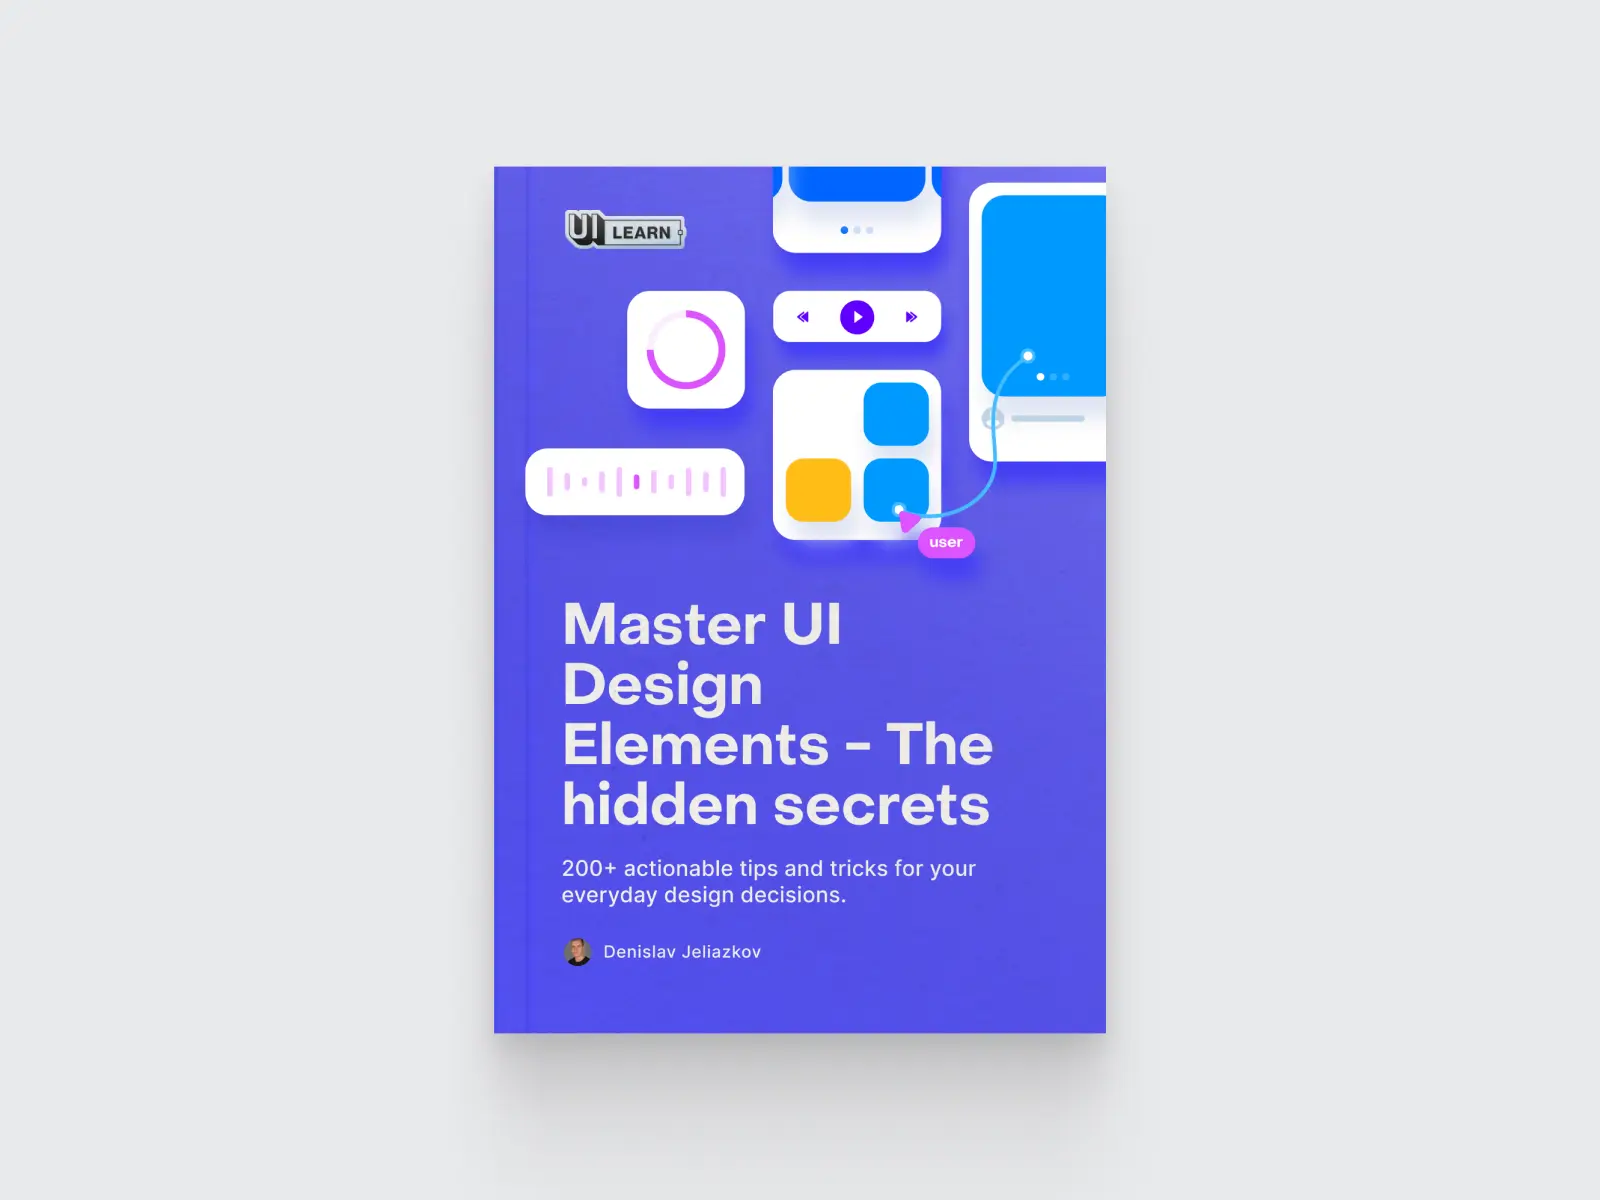 UI LEARN
user
Master UI
Design
Elements - The
hidden secrets
200+ actionable tips and tricks for your
everyday design decisions.
Denislav Jeliazkov